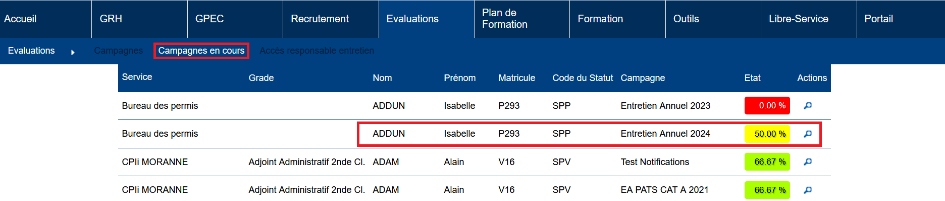 Accueil GRH GPEC Recrutement Evaluations Plan de Formation Formation Outils Libre-Service Portail
Evaluations Campagnes Campagnes en cours Accès responsable entretien
Service Grade Nom Prénom Matricule Code du Statut Campagne Etat Actions
Bureau des permis ADDUN Isabelle P293 SPP Entretien Annuel 2023 0.00 %
Bureau des permis ADDUN Isabelle P293 SPP Entretien Annuel 2024 50.00 %
CPIi MORANNE Adjoint Administratif 2nde Cl. ADAM Alain V16 SPV Test Notifications 66.67 %
CPIi MORANNE Adjoint Administratif 2nde Cl. ADAM Alain V16 SPV EA PATS CAT A 2021 66.67 %